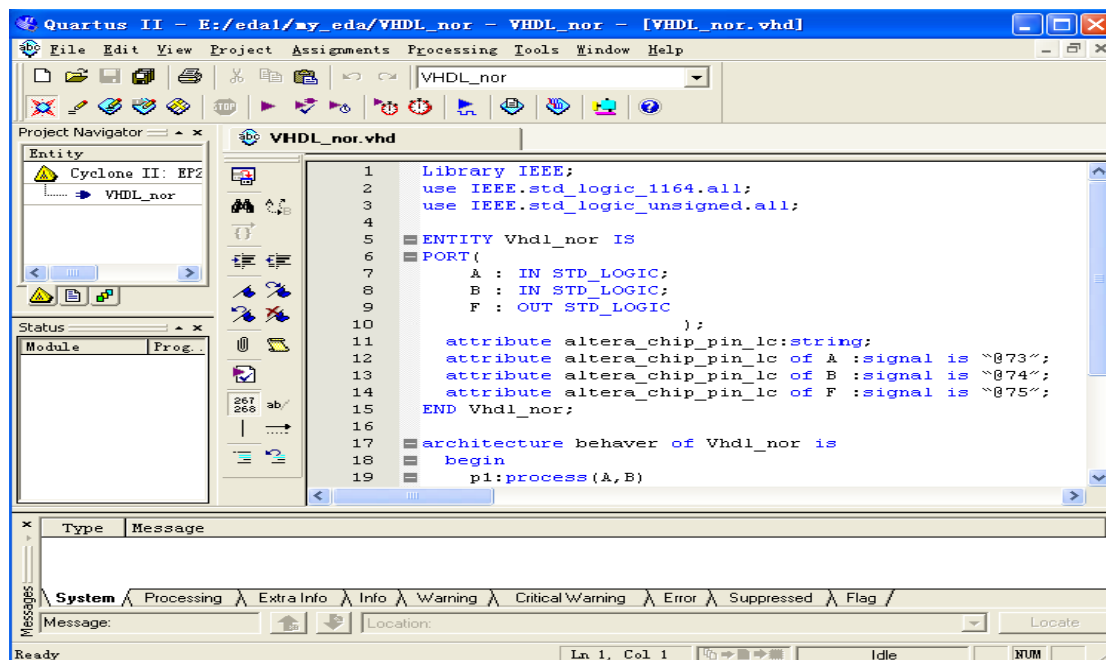 Quartus II - E:/eda1/my_eda/VHDL_nor - VHDL_nor - [VHDL_nor.vhd]
File Edit View Project Assignments Processing Tools Window Help
VHDL_nor
Project Navigator
Entity
Cyclone II: EP2
VHDL_nor
Status
Module Prog..
VHDL_nor.vhd
267
268 ab/
1 Library IEEE;
2 use IEEE.std_logic_1164.all;
3 use IEEE.std_logic_unsigned.all;
4
5 ENTITY Vhdl_nor IS
6 PORT(
7 A : IN STD_LOGIC;
8 B : IN STD_LOGIC;
9 F : OUT STD_LOGIC
10 );
11 attribute altera_chip_pin_lc:string;
12 attribute altera_chip_pin_lc of A :signal is "@73";
13 attribute altera_chip_pin_lc of B :signal is "@74";
14 attribute altera_chip_pin_lc of F :signal is "@75";
15 END Vhdl_nor;
16
17 architecture behaver of Vhdl_nor is
18 begin
19 p1:process(A,B)
Type Message
Messages
System Processing Extra Info Info Warning Critical Warning Error Suppressed Flag
Message: Location: Locate
Ready Ln 1, Col 1 Idle NUM